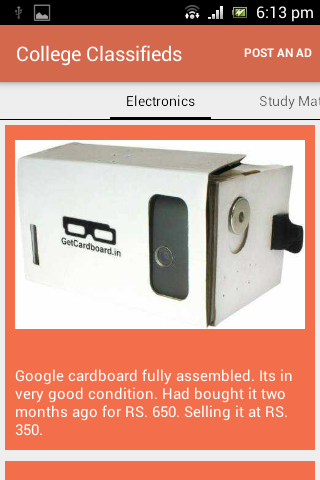 6:13 pm
College Classifieds
POST AN AD
Electronics
Study Mat
GetCardboard.in
Google cardboard fully assembled. Its in
very good condition. Had bought it two
months ago for RS. 650. Selling it at RS.
350.